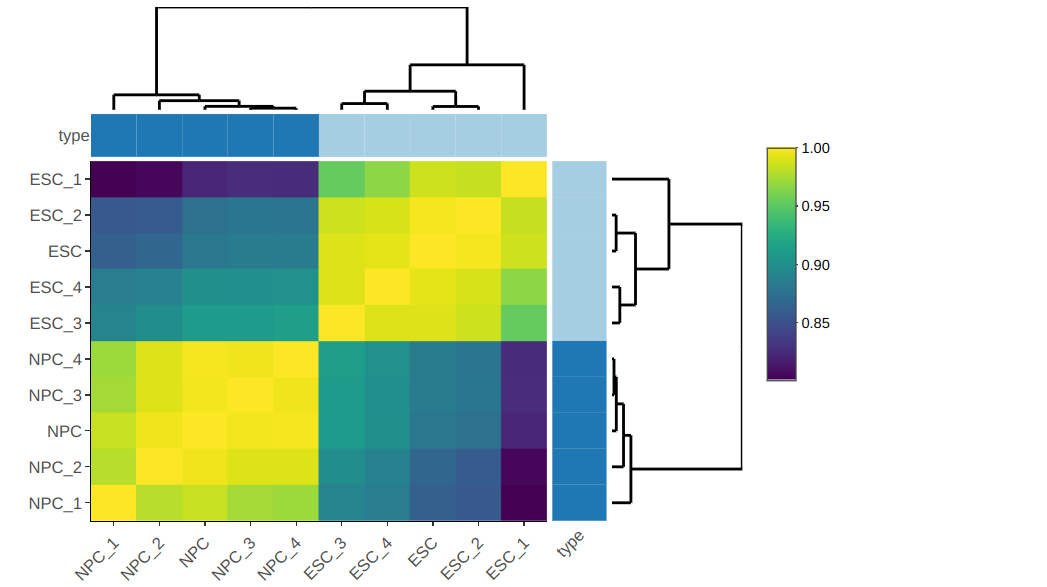 type
ESC_1
ESC_2
ESC
ESC_4
ESC_3
NPC_4
NPC_3
NPC
NPC_2
NPC_1
NPC_1
NPC_2
NPC
NPC_3
NPC_4
ESC_3
ESC_4
ESC
ESC_2
ESC_1
type
1.00
0.95
0.90
0.85